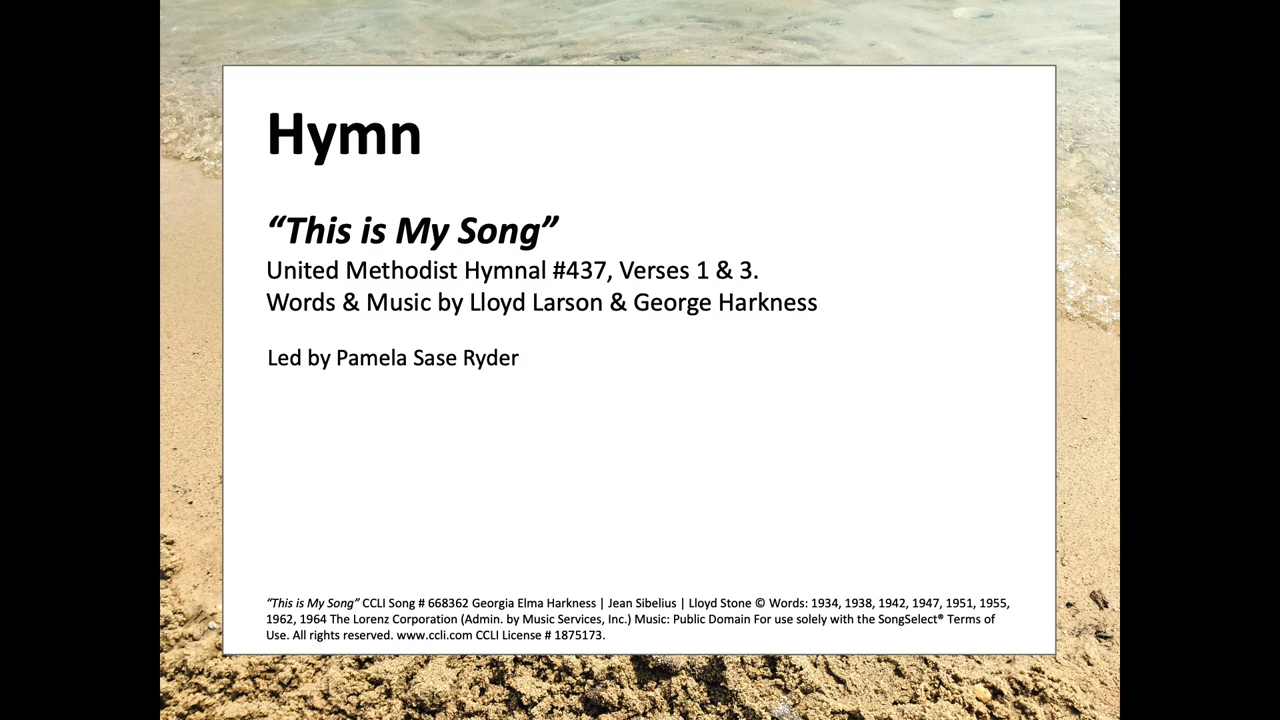 Hymn
“This is My Song”
United Methodist Hymnal #437, Verses 1 & 3.
Words & Music by Lloyd Larson & George Harkness
Led by Pamela Sase Ryder
“This is My Song” CCLI Song # 668362 Georgia Elma Harkness | Jean Sibelius | Lloyd Stone © Words: 1934, 1938, 1942, 1947, 1951, 1955,
1962, 1964 The Lorenz Corporation (Admin. by Music Services, Inc.) Music: Public Domain For use solely with the SongSelect® Terms of
Use. All rights reserved. www.ccli.com CCLI License # 1875173.